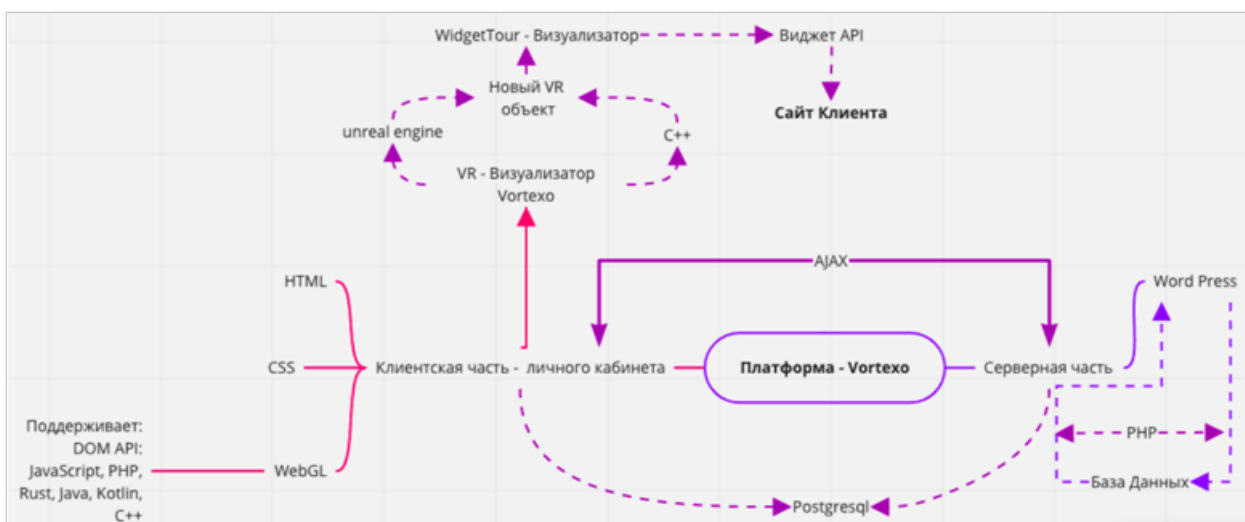 WidgetTour - Визуализатор
Виджет API
Новый VR
объект
Сайт Клиента
unreal engine
C++
VR - Визуализатор
Vortexo
AJAX
HTML
Word Press
CSS
Клиентская часть - личного кабинета
Платформа - Vortexo
Серверная часть
Поддерживает:
DOM API:
JavaScript, PHP,
Rust, Java, Kotlin,
C++
WebGL
PHP
База Данных
Postgresql